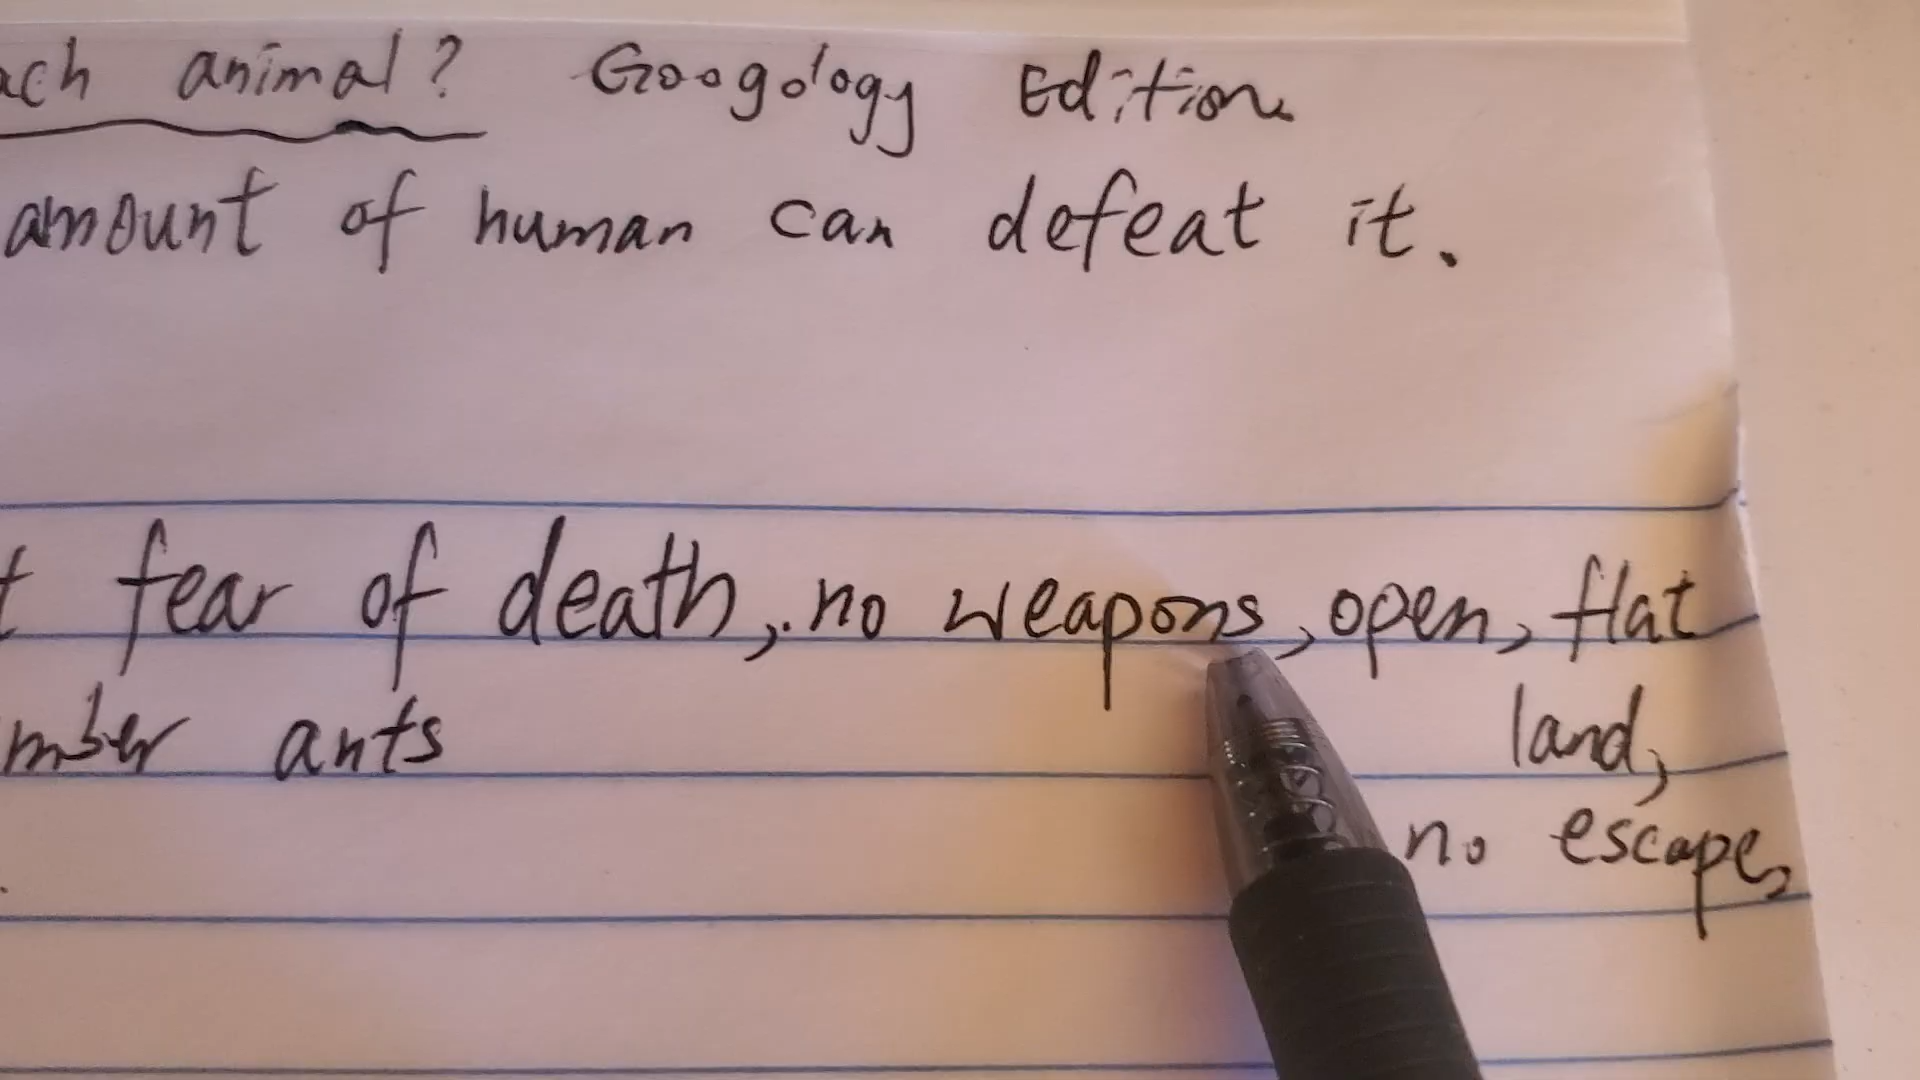 ach animal? Googology Edition
amount of human can defeat it.
t fear of death, no weapons, open, flat
mber ants land,
no escape,